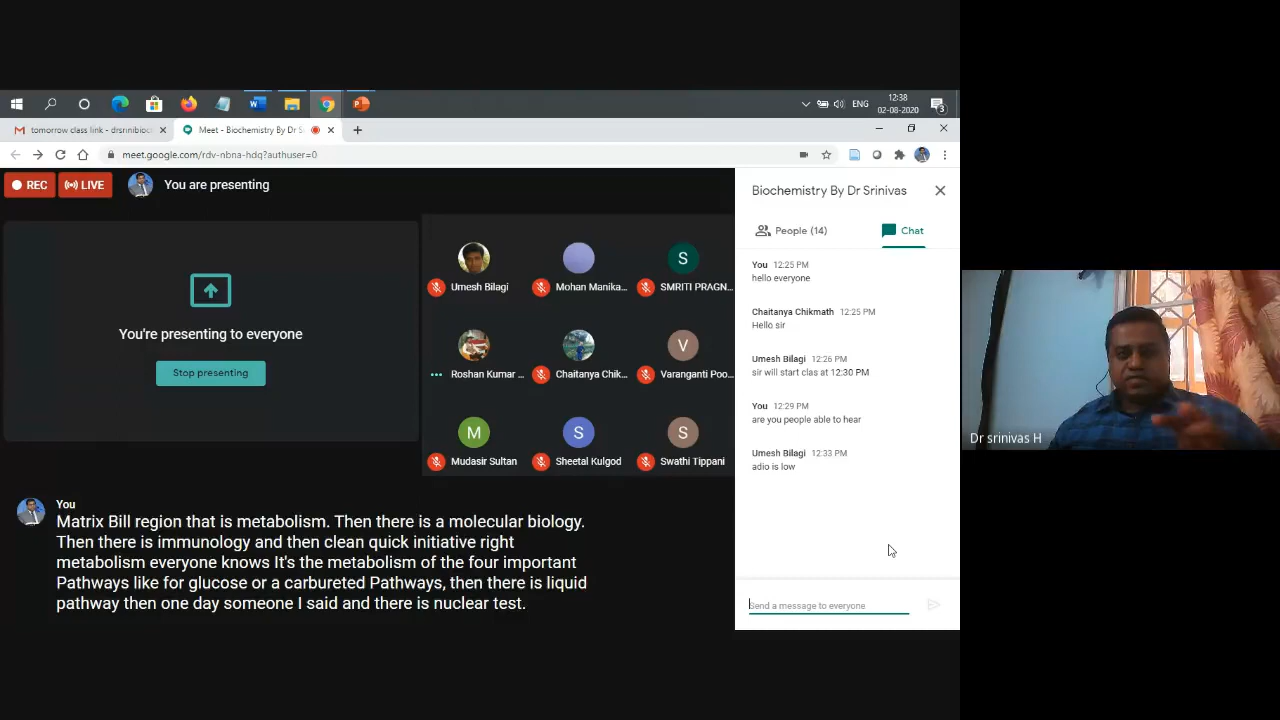 12:38
ENG
02-08-2020
3
tomorrow class link - drsrinibioc
Meet - Biochemistry By Dr S
meet.google.com/rdv-nbna-hdq?authuser=0
REC
LIVE
You are presenting
You're presenting to everyone
Stop presenting
Umesh Bilagi
Mohan Manika...
S
SMRITI PRAGN...
Roshan Kumar ...
Chaitanya Chik...
V
Varanganti Poo...
M
Mudasir Sultan
S
Sheetal Kulgod
S
Swathi Tippani
You
Matrix Bill region that is metabolism. Then there is a molecular biology.
Then there is immunology and then clean quick initiative right
metabolism everyone knows It's the metabolism of the four important
Pathways like for glucose or a carbureted Pathways, then there is liquid
pathway then one day someone I said and there is nuclear test.
Biochemistry By Dr Srinivas
People (14)
Chat
You 12:25 PM
hello everyone
Chaitanya Chikmath 12:25 PM
Hello sir
Umesh Bilagi 12:26 PM
sir will start clas at 12:30 PM
You 12:29 PM
are you people able to hear
Umesh Bilagi 12:33 PM
adio is low
Send a message to everyone
Dr srinivas H